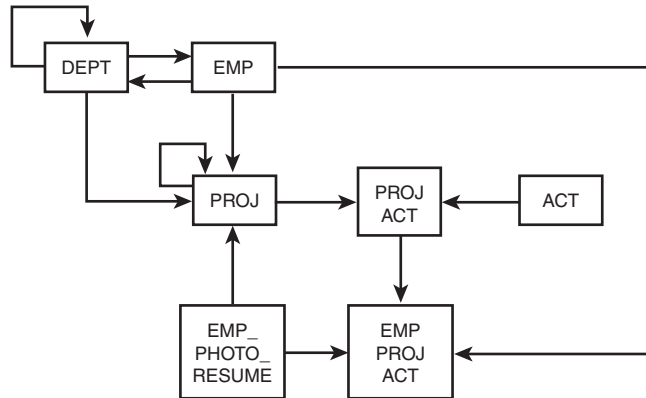 DEPT
EMP
PROJ
PROJ
ACT
ACT
EMP_
PHOTO_
RESUME
EMP
PROJ
ACT